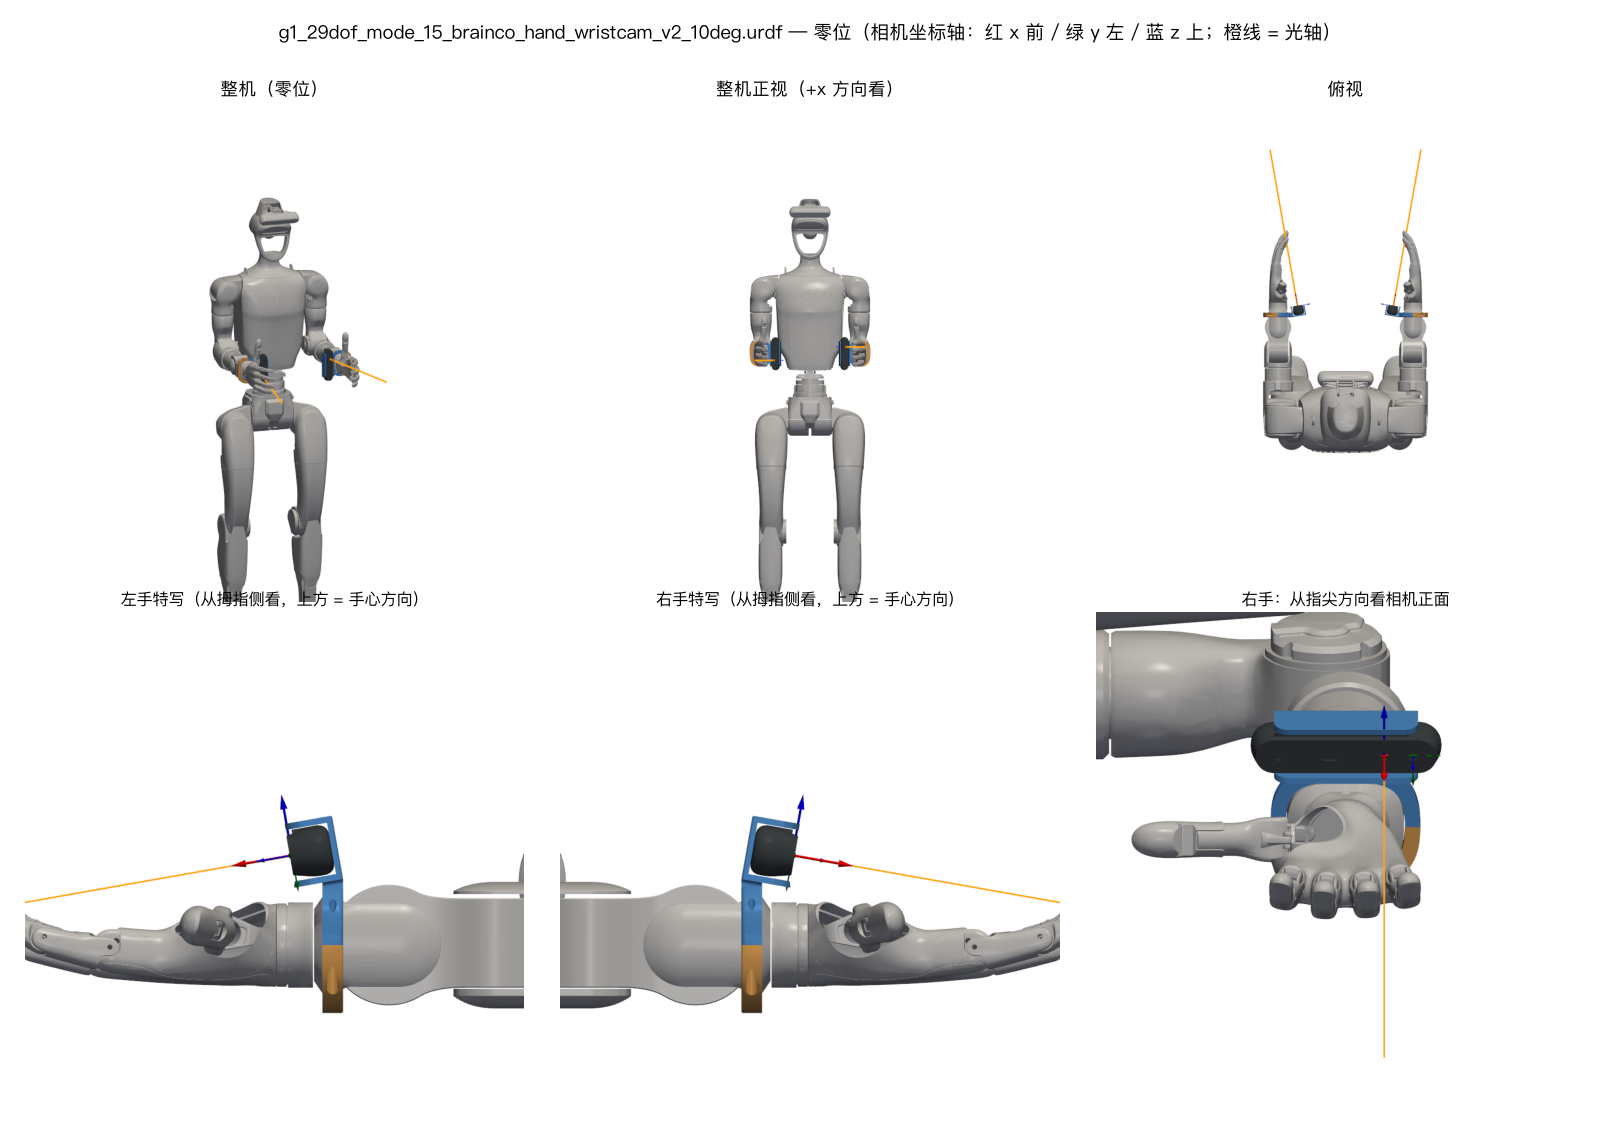 g1_29dof_mode_15_brainco_hand_wristcam_v2_10deg.urdf — 零位（相机坐标轴：红 x 前 / 绿 y 左 / 蓝 z 上；橙线 = 光轴）
整机（零位）
整机正视（+x 方向看）
俯视
左手特写（从拇指侧看，上方 = 手心方向）
右手特写（从拇指侧看，上方 = 手心方向）
右手：从指尖方向看相机正面